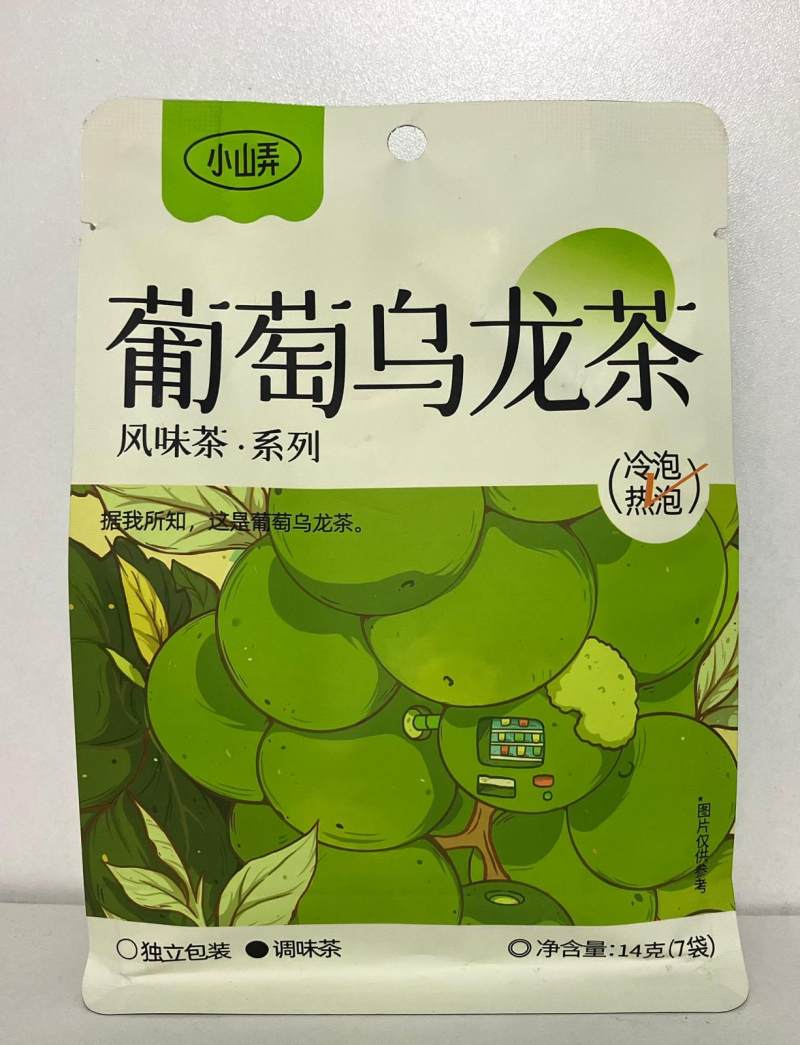 小山弄
葡萄乌龙茶
风味茶·系列
(冷泡
热泡)
据我所知，这是葡萄乌龙茶。
*图片仅供参考
○独立包装 ●调味茶
◎净含量:14克(7袋)